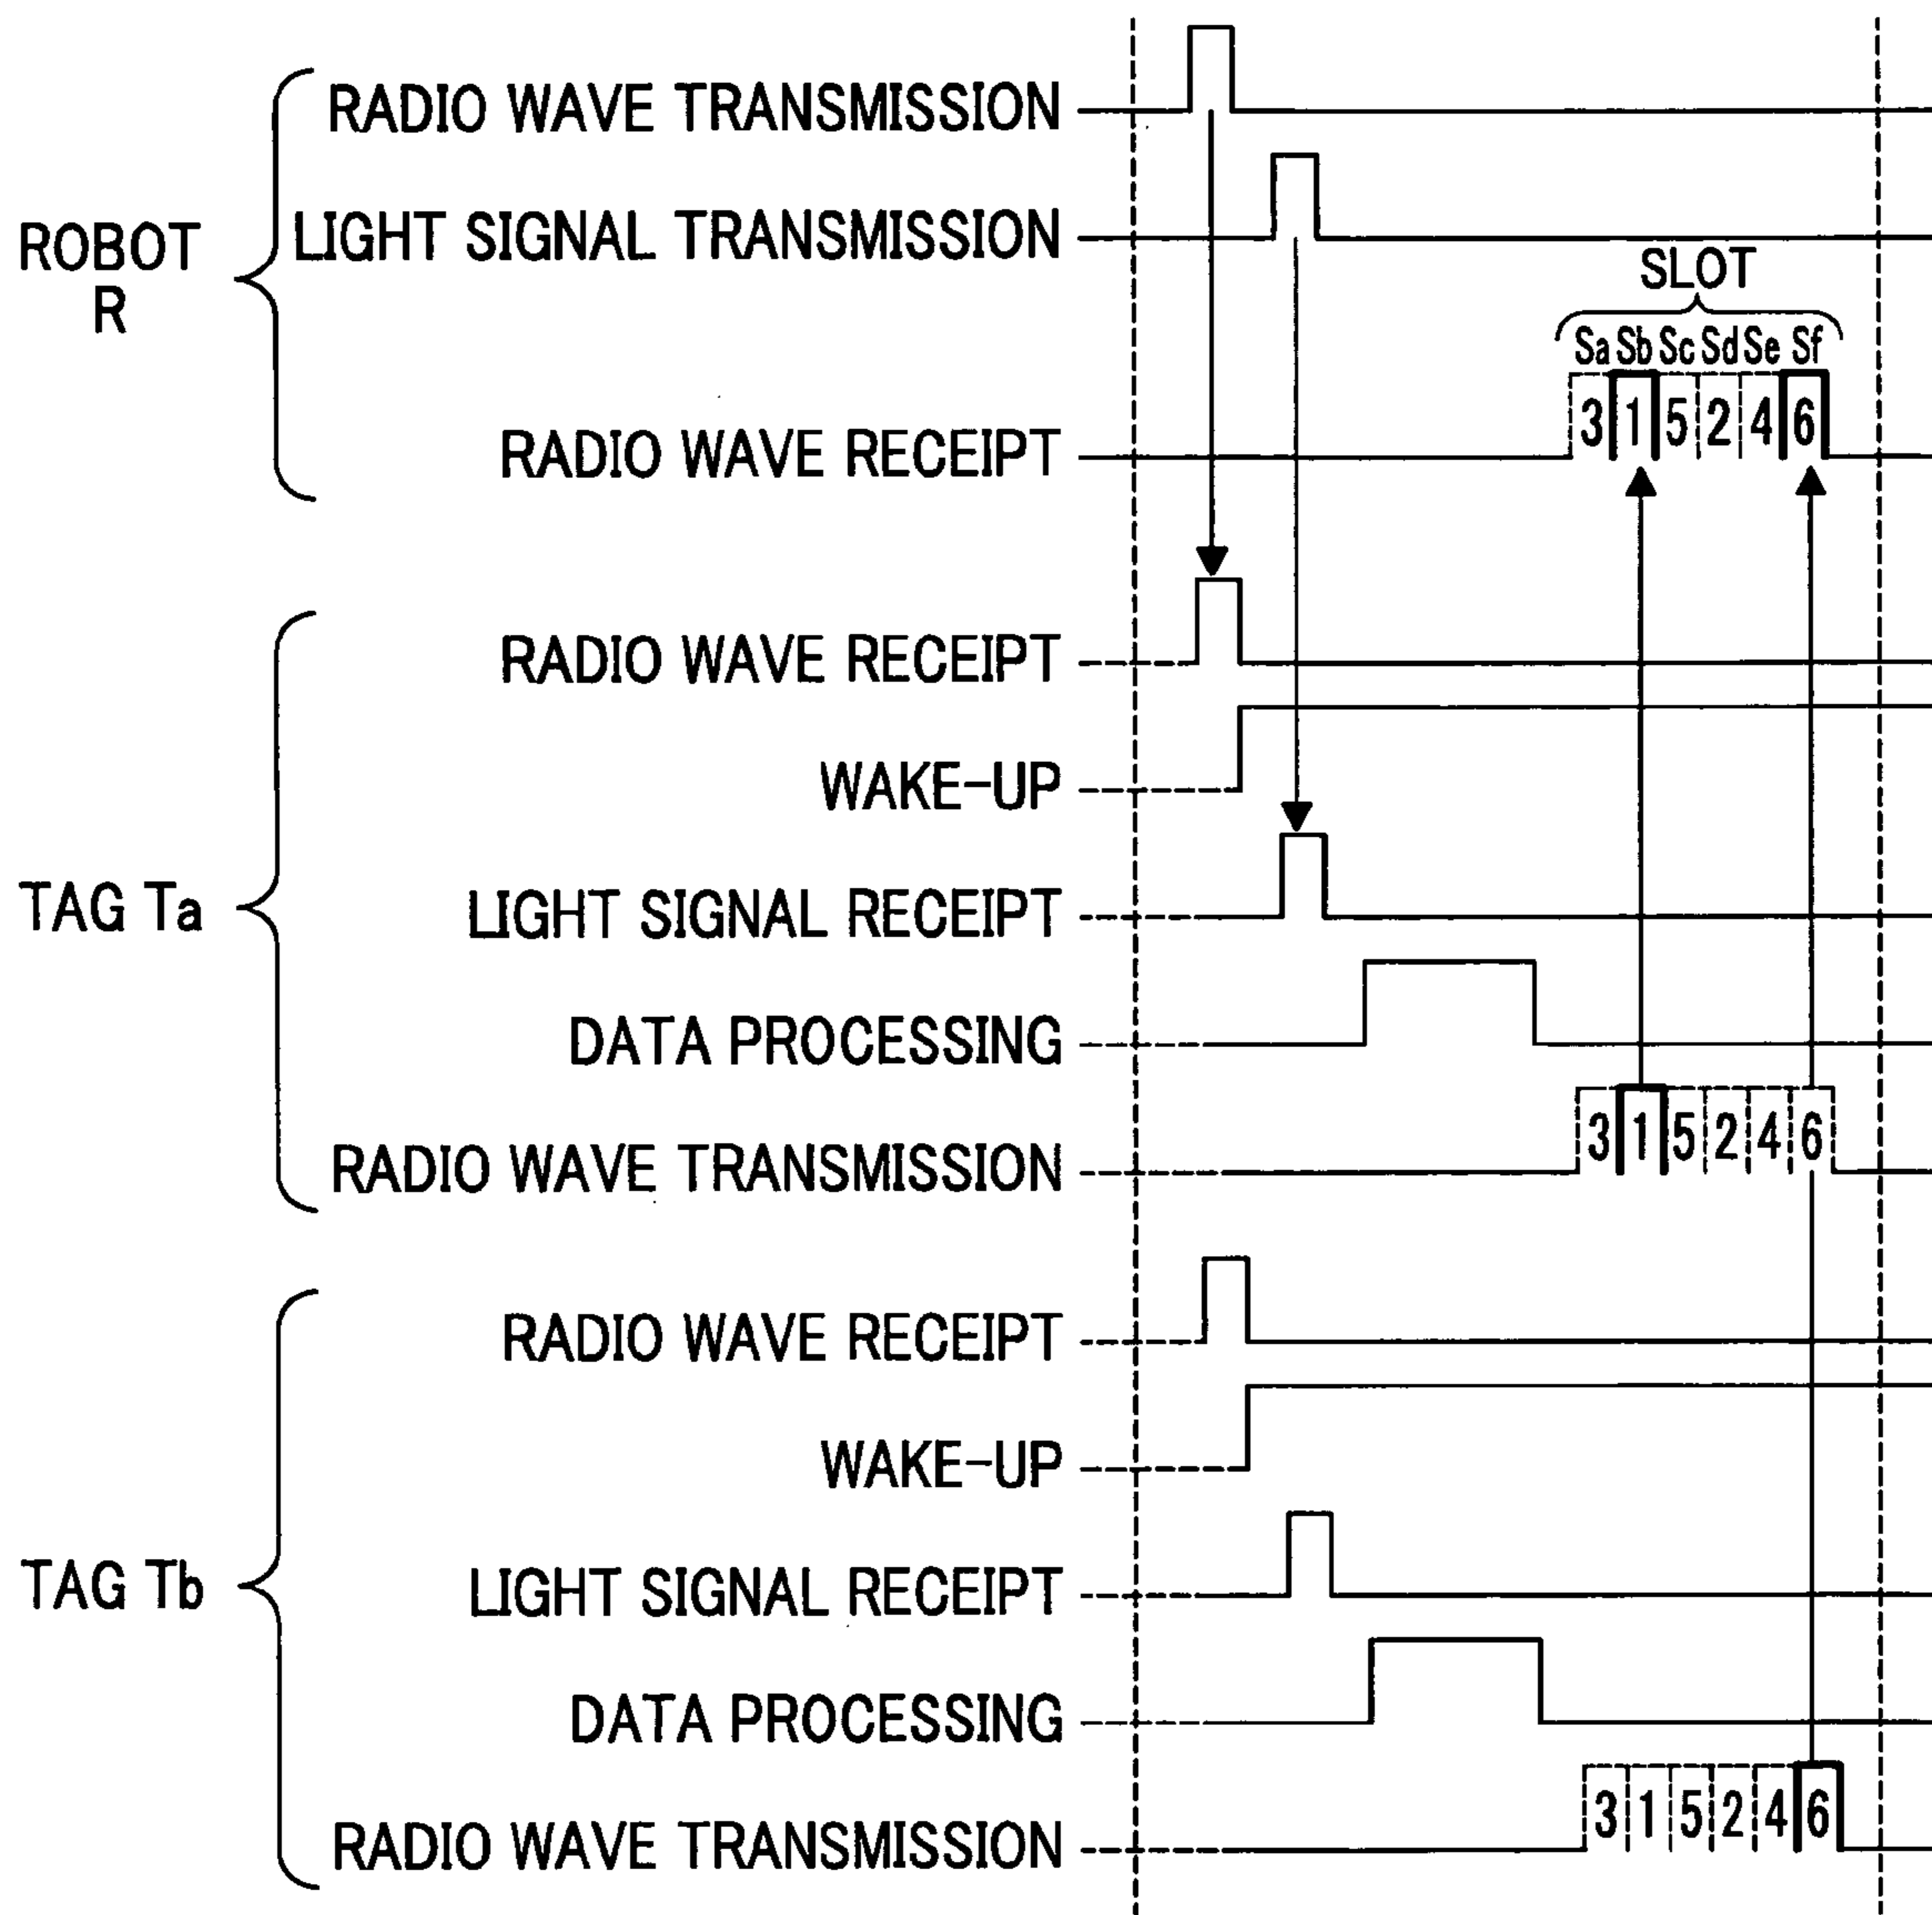 RADIO WAVE TRANSMISSION
LIGHT SIGNAL TRANSMISSION
ROBOT
R
SLOT
Sa Sb Sc Sd Se Sf
3 1 5 2 4 6
RADIO WAVE RECEIPT
RADIO WAVE RECEIPT
WAKE-UP
TAG Ta
LIGHT SIGNAL RECEIPT
DATA PROCESSING
3 1 5 2 4 6
RADIO WAVE TRANSMISSION
RADIO WAVE RECEIPT
WAKE-UP
TAG Tb
LIGHT SIGNAL RECEIPT
DATA PROCESSING
3 1 5 2 4 6
RADIO WAVE TRANSMISSION